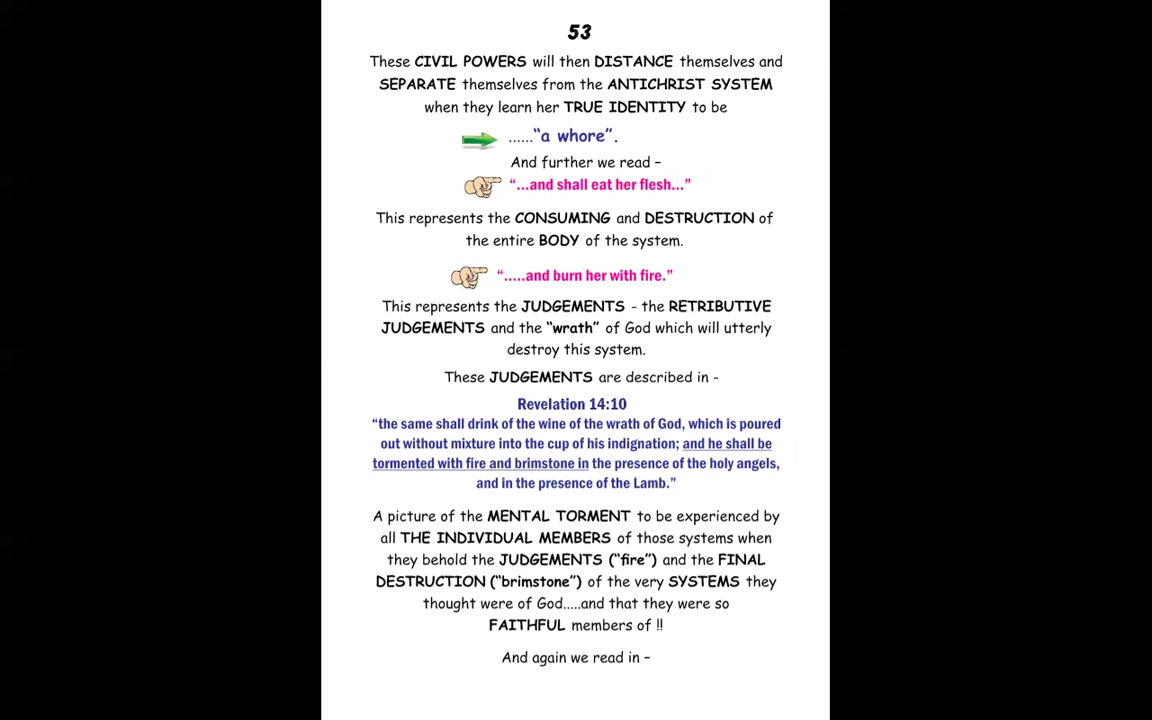 53
These CIVIL POWERS will then DISTANCE themselves and
SEPARATE themselves from the ANTICHRIST SYSTEM
when they learn her TRUE IDENTITY to be
......“a whore”.
And further we read –
“...and shall eat her flesh...”
This represents the CONSUMING and DESTRUCTION of
the entire BODY of the system.
“.....and burn her with fire.”
This represents the JUDGEMENTS - the RETRIBUTIVE
JUDGEMENTS and the “wrath” of God which will utterly
destroy this system.
These JUDGEMENTS are described in -
Revelation 14:10
“the same shall drink of the wine of the wrath of God, which is poured
out without mixture into the cup of his indignation; and he shall be
tormented with fire and brimstone in the presence of the holy angels,
and in the presence of the Lamb.”
A picture of the MENTAL TORMENT to be experienced by
all THE INDIVIDUAL MEMBERS of those systems when
they behold the JUDGEMENTS (“fire”) and the FINAL
DESTRUCTION (“brimstone”) of the very SYSTEMS they
thought were of God.....and that they were so
FAITHFUL members of !!
And again we read in –